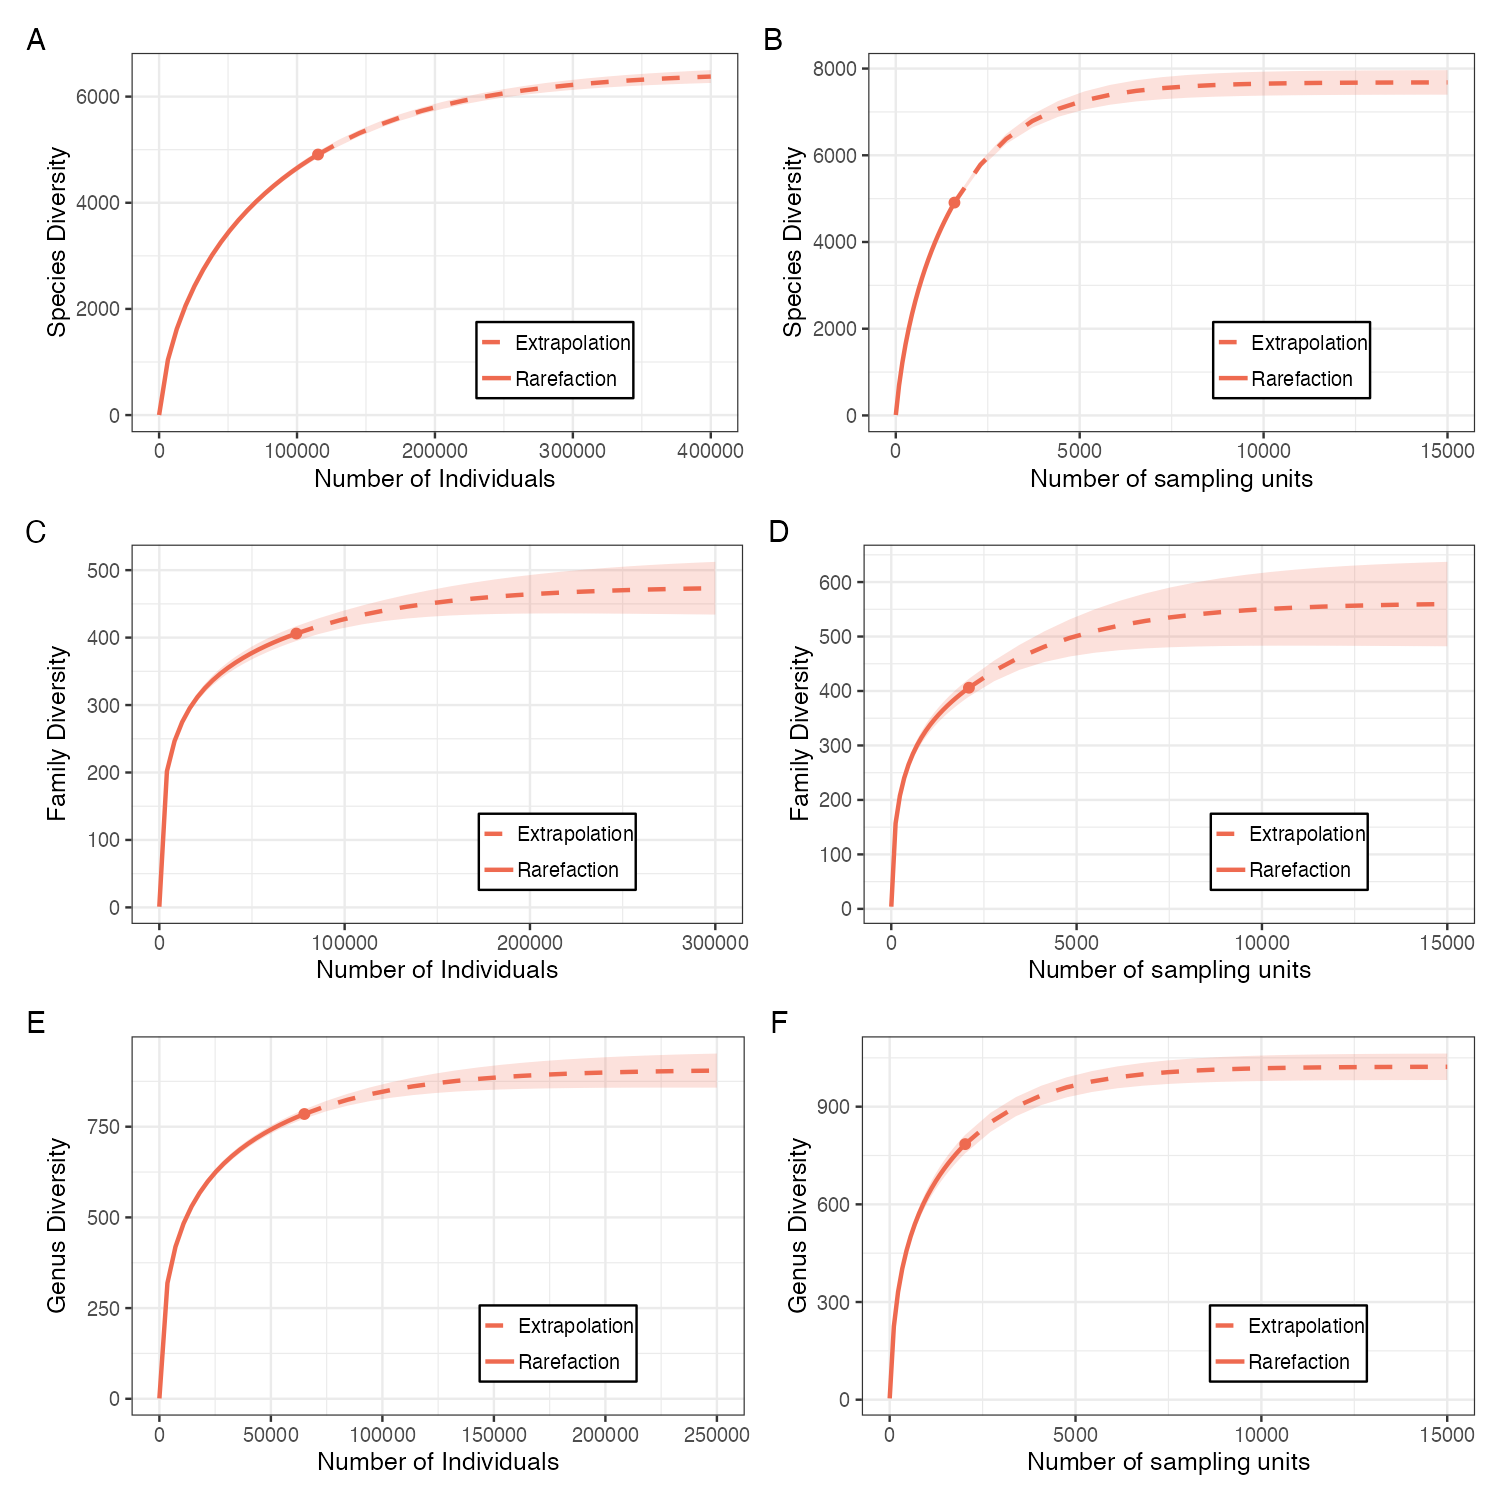 A
Species Diversity
6000
4000
2000
0
Extrapolation
Rarefaction
0 100000 200000 300000 400000
Number of Individuals
B
Species Diversity
8000
6000
4000
2000
0
Extrapolation
Rarefaction
0 5000 10000 15000
Number of sampling units
C
Family Diversity
500
400
300
200
100
0
Extrapolation
Rarefaction
0 100000 200000 300000
Number of Individuals
D
Family Diversity
600
500
400
300
200
100
0
Extrapolation
Rarefaction
0 5000 10000 15000
Number of sampling units
E
Genus Diversity
750
500
250
0
Extrapolation
Rarefaction
0 50000 100000 150000 200000 250000
Number of Individuals
F
Genus Diversity
900
600
300
0
Extrapolation
Rarefaction
0 5000 10000 15000
Number of sampling units